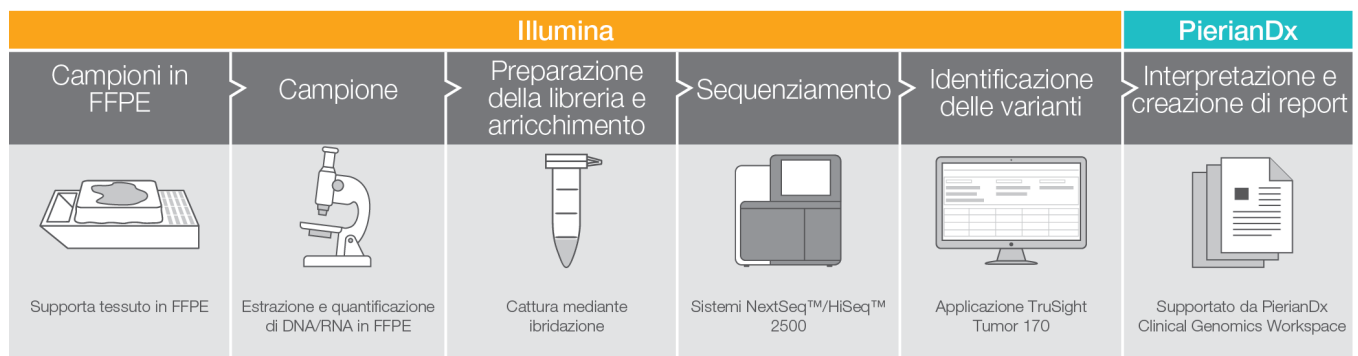 Illumina
PierianDx
Campioni in
FFPE
Campione
Preparazione
della libreria e
arricchimento
Sequenziamento
Identificazione
delle varianti
Interpretazione e
creazione di report
Supporta tessuto in FFPE
Estrazione e quantificazione
di DNA/RNA in FFPE
Cattura mediante
ibridazione
Sistemi NextSeq™/HiSeq™
2500
Applicazione TruSight
Tumor 170
Supportato da PierianDx
Clinical Genomics Workspace